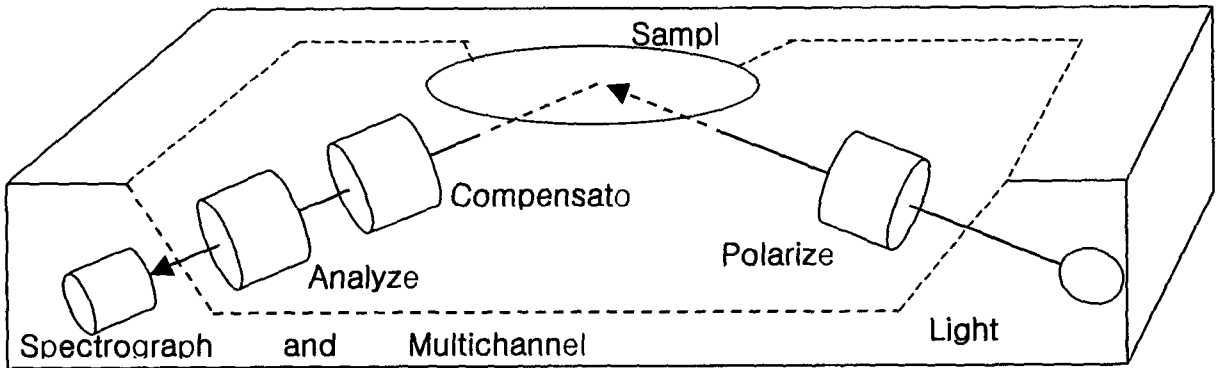 Sampl
Compensato
Polarize
Analyze
Light
Spectrograph and Multichannel